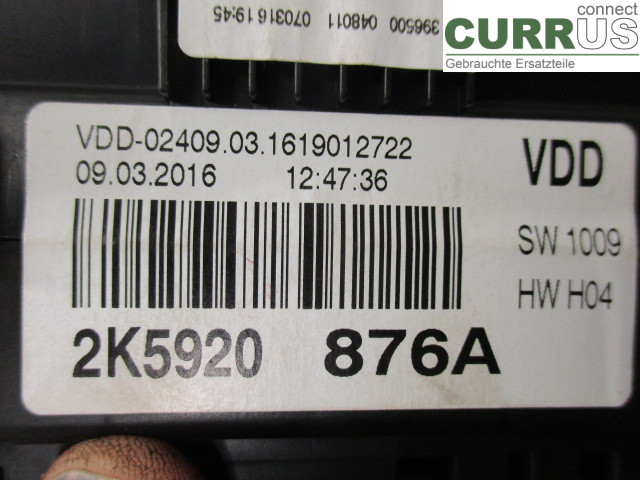 connect
CURRUS
Gebrauchte Ersatzteile
396500 048011 070316 19:45
VDD-02409.03.1619012722
09.03.2016 12:47:36
VDD
SW 1009
HW H04
2K5920 876A